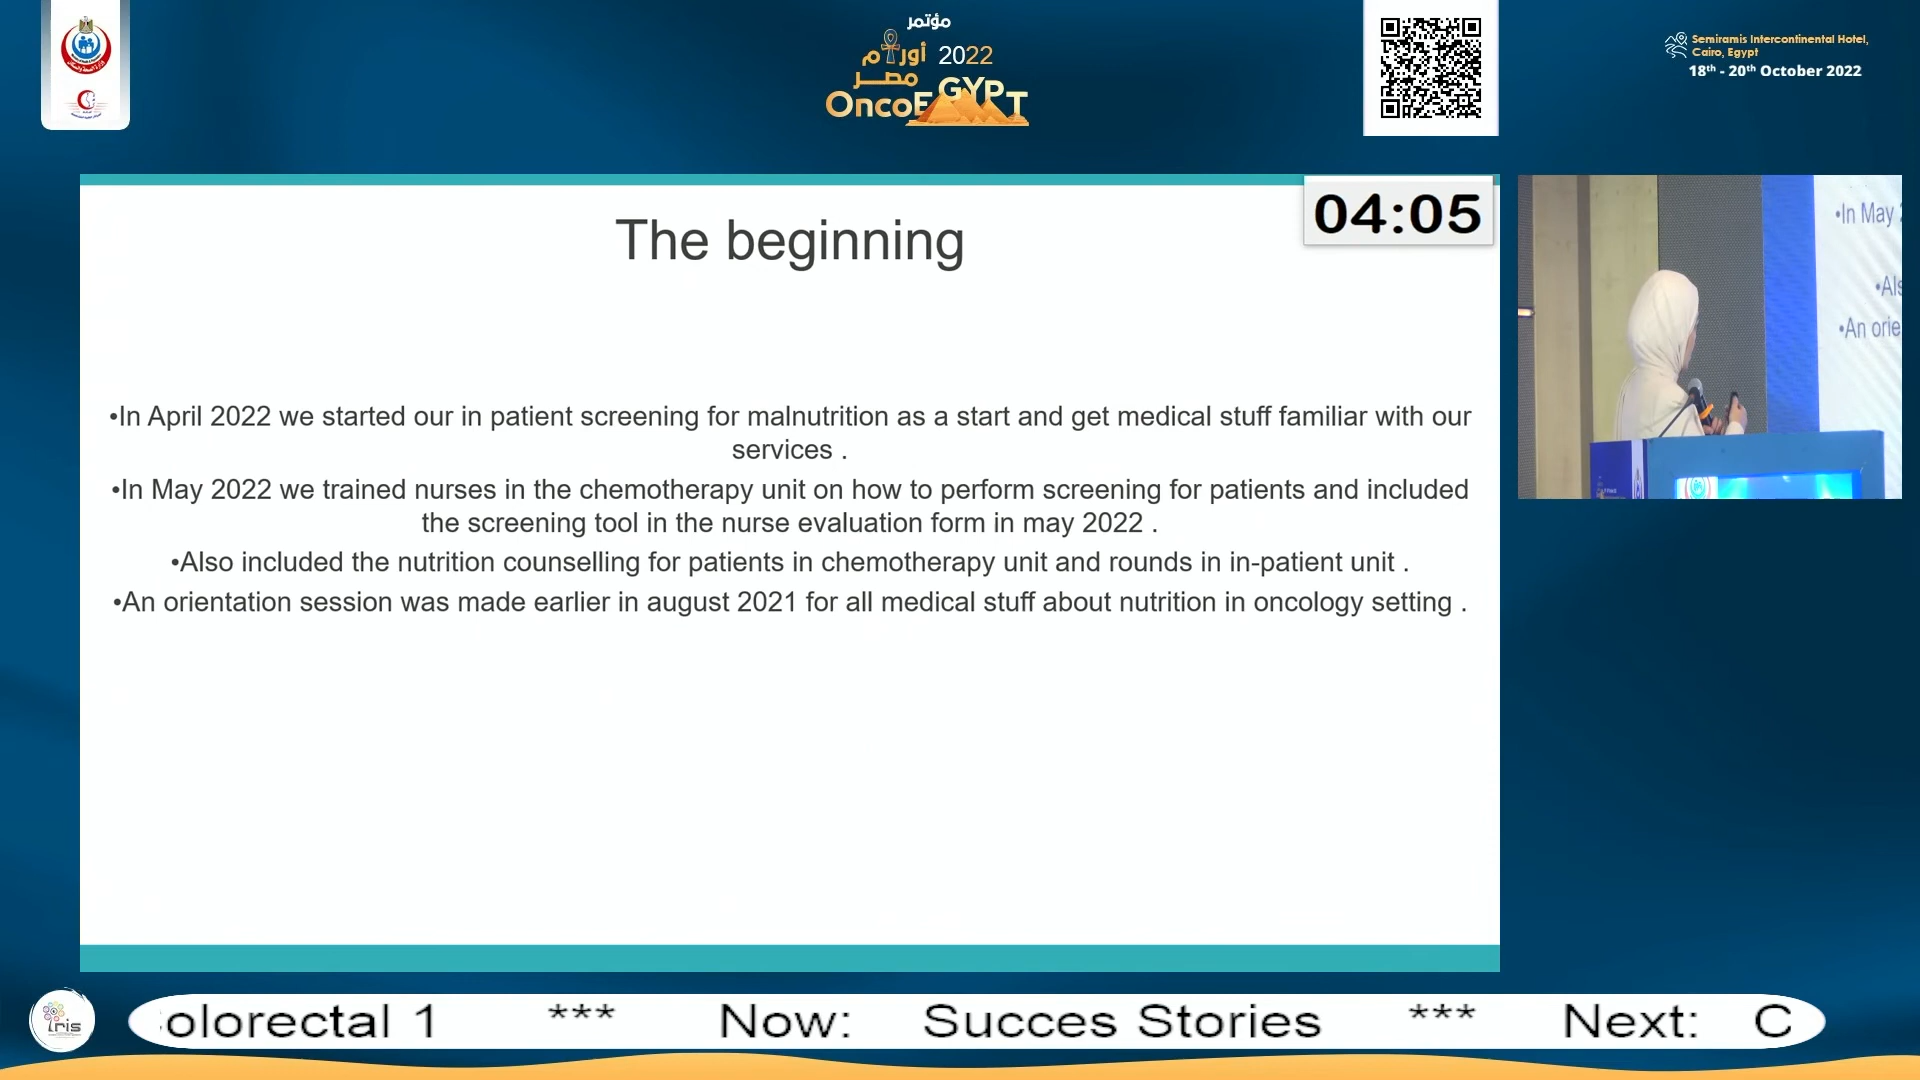 مؤتمر
أورام 2022
مصر
OncoEGYPT
Semiramis Intercontinental Hotel,
Cairo, Egypt
18th - 20th October 2022
04:05
The beginning
•In April 2022 we started our in patient screening for malnutrition as a start and get medical stuff familiar with our
services .
•In May 2022 we trained nurses in the chemotherapy unit on how to perform screening for patients and included
the screening tool in the nurse evaluation form in may 2022 .
•Also included the nutrition counselling for patients in chemotherapy unit and rounds in in-patient unit .
•An orientation session was made earlier in august 2021 for all medical stuff about nutrition in oncology setting .
•In May
•Als
•An orie
iris
olorectal 1 *** Now: Succes Stories *** Next: C